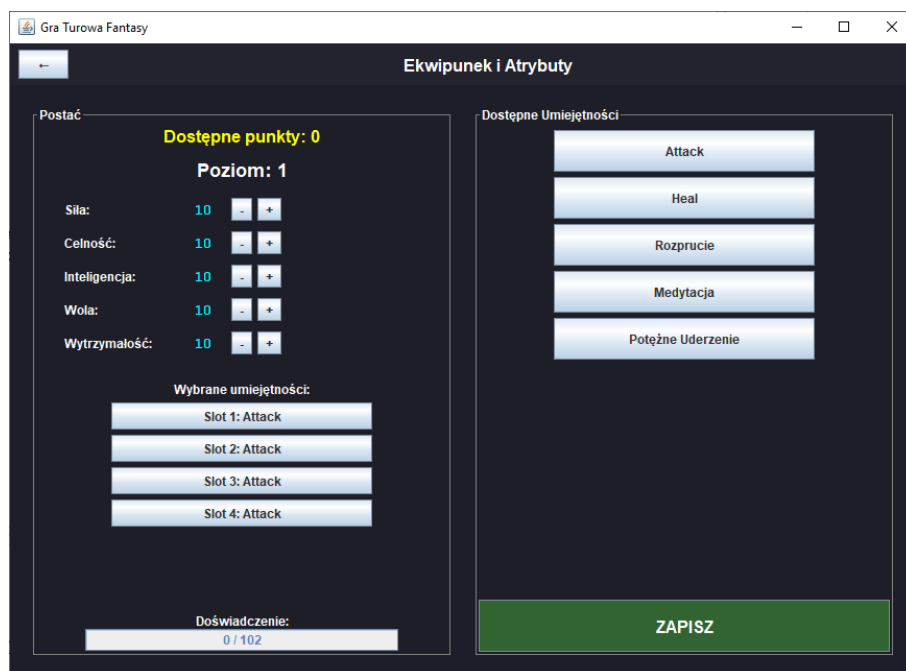 Gra Turowa Fantasy
←
Ekwipunek i Atrybuty
Postać
Dostępne punkty: 0
Poziom: 1
Siła: 10 - +
Celność: 10 - +
Inteligencja: 10 - +
Wola: 10 - +
Wytrzymałość: 10 - +
Wybrane umiejętności:
Slot 1: Attack
Slot 2: Attack
Slot 3: Attack
Slot 4: Attack
Doświadczenie:
0 / 102
Dostępne Umiejętności
Attack
Heal
Rozprucie
Medytacja
Potężne Uderzenie
ZAPISZ